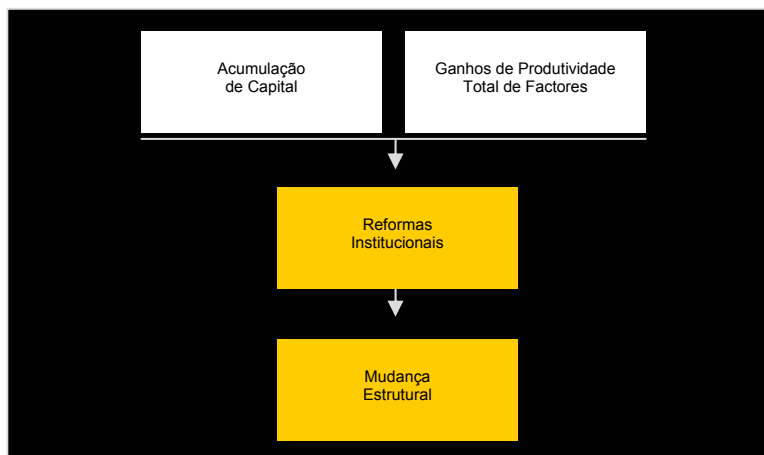 Acumulação
de Capital
Ganhos de Produtividade
Total de Factores
Reformas
Institucionais
Mudança
Estrutural